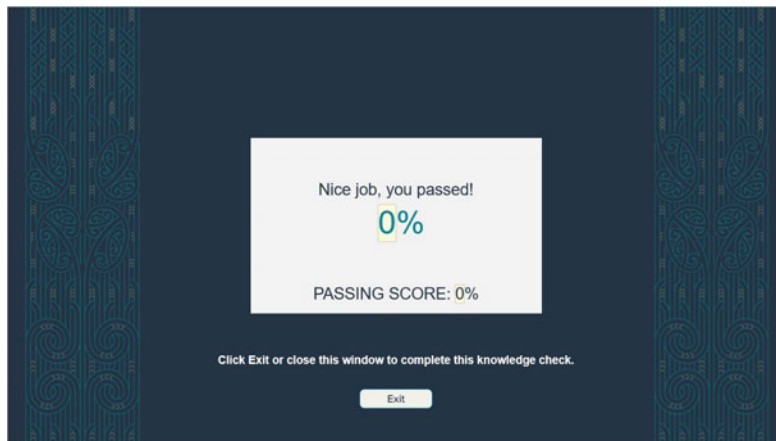 Nice job, you passed!
0%
PASSING SCORE: 0%
Click Exit or close this window to complete this knowledge check.
Exit